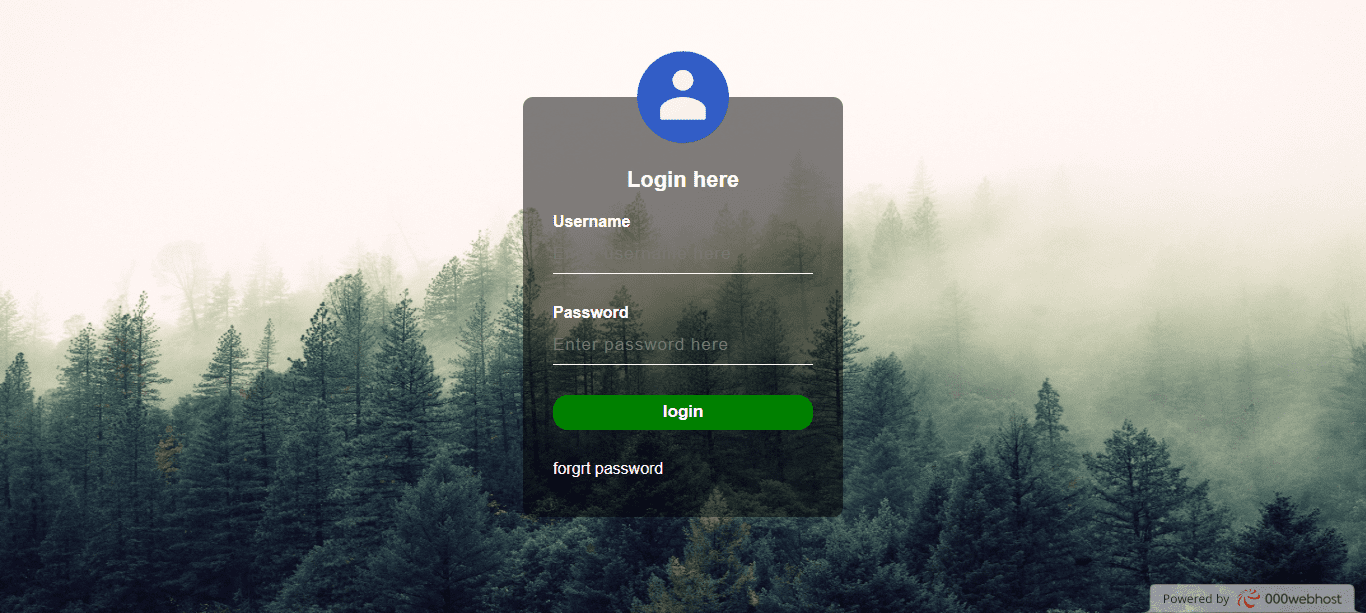 Login here
Username
Enter username here
Password
Enter password here
login
forgrt password
Powered by 000webhost